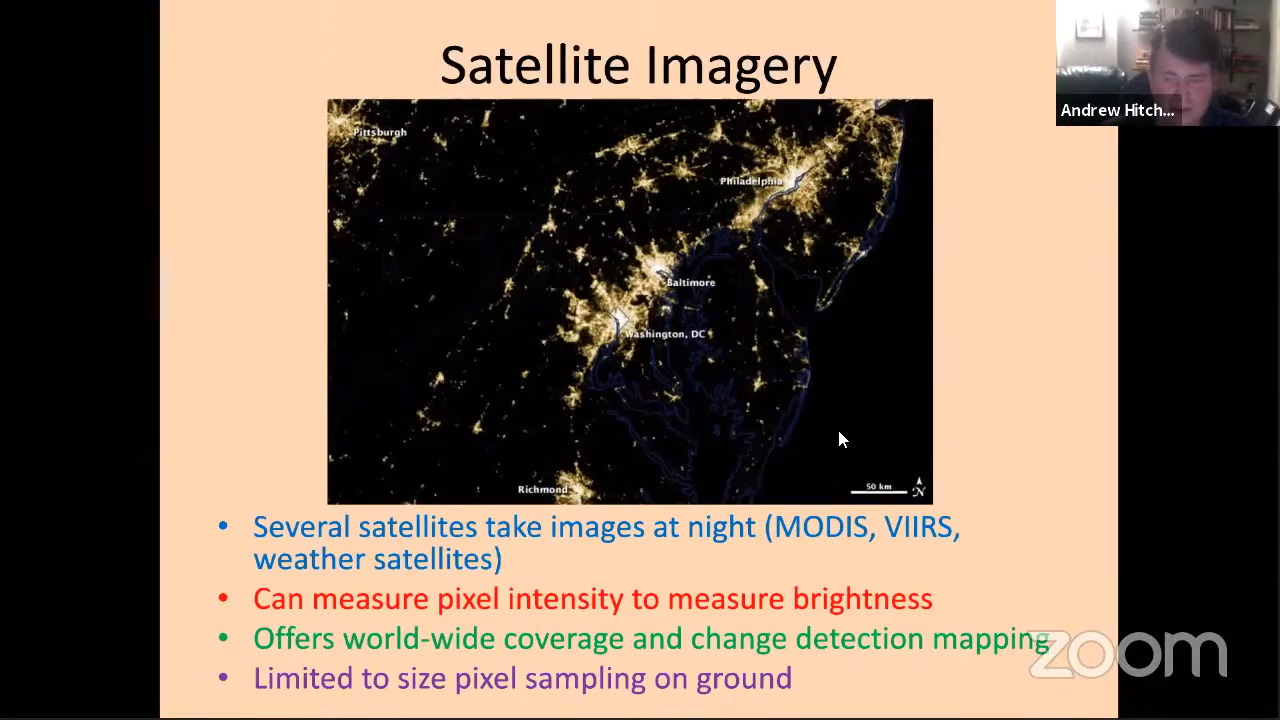 Satellite Imagery
Andrew Hitch...
Pittsburgh
Philadelphia
Baltimore
Washington, DC
Richmond
50 km
N
• Several satellites take images at night (MODIS, VIIRS,
weather satellites)
• Can measure pixel intensity to measure brightness
• Offers world-wide coverage and change detection mapping
• Limited to size pixel sampling on ground
zoom